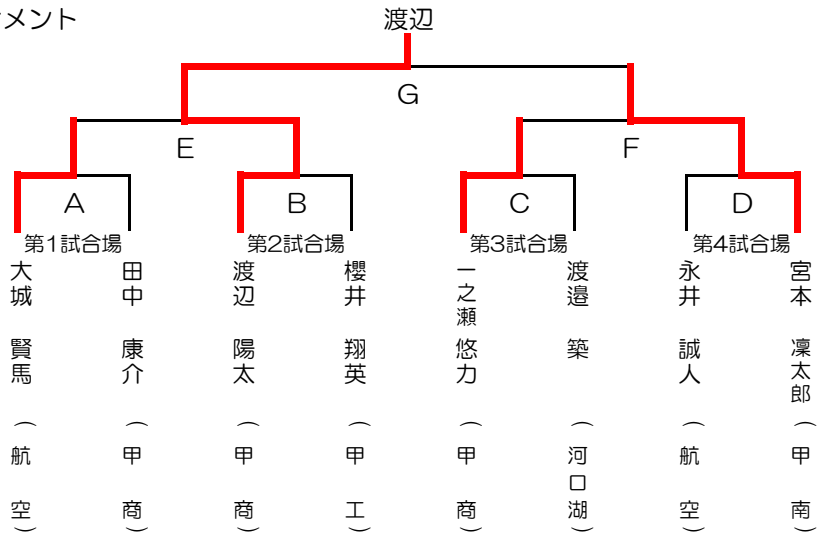 メント
渡辺
G
E
F
A
B
C
D
第1試合場
第2試合場
第3試合場
第4試合場
大城 賢馬 (航空)
田中 康介 (甲商)
渡辺 陽太 (甲商)
櫻井 翔英 (甲工)
一之瀬 悠力 (甲商)
渡邉 築 (河口湖)
永井 誠人 (航空)
宮本 凜太郎 (甲南)